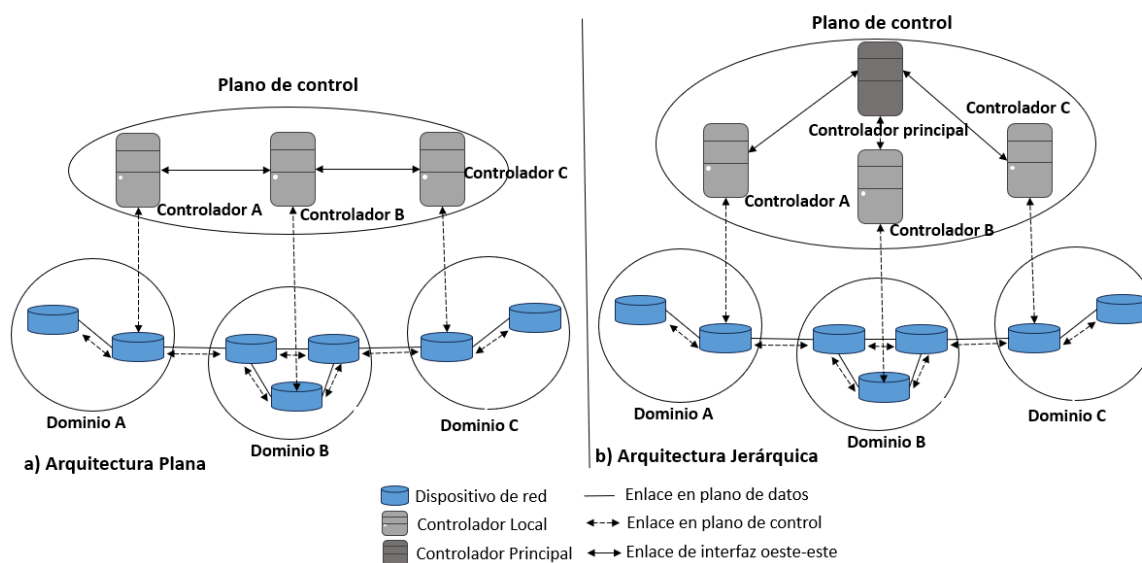 Plano de control
Controlador A
Controlador B
Controlador C
Dominio A
Dominio B
Dominio C
a) Arquitectura Plana
Plano de control
Controlador principal
Controlador C
Controlador A
Controlador B
Dominio A
Dominio B
Dominio C
b) Arquitectura Jerárquica
Dispositivo de red
Enlace en plano de datos
Controlador Local
Enlace en plano de control
Controlador Principal
Enlace de interfaz oeste-este